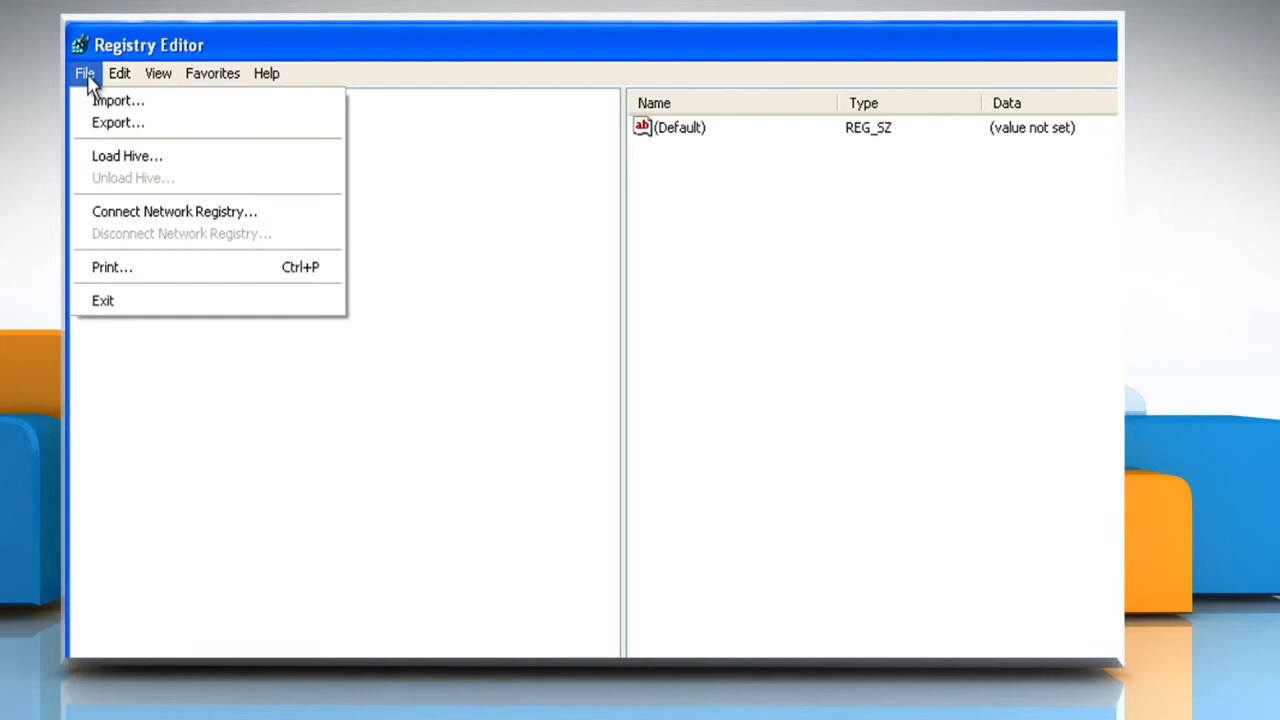 Registry Editor
File Edit View Favorites Help
Import...
Export...
Load Hive...
Unload Hive...
Connect Network Registry...
Disconnect Network Registry...
Print... Ctrl+P
Exit
Name Type Data
ab (Default) REG_SZ (value not set)